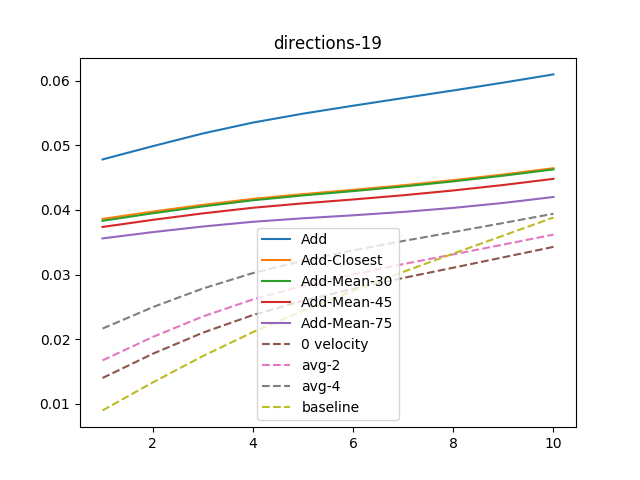 directions-19
0.06
0.05
0.04
0.03
0.02
0.01
2
4
6
8
10
Add
Add-Closest
Add-Mean-30
Add-Mean-45
Add-Mean-75
0 velocity
avg-2
avg-4
baseline